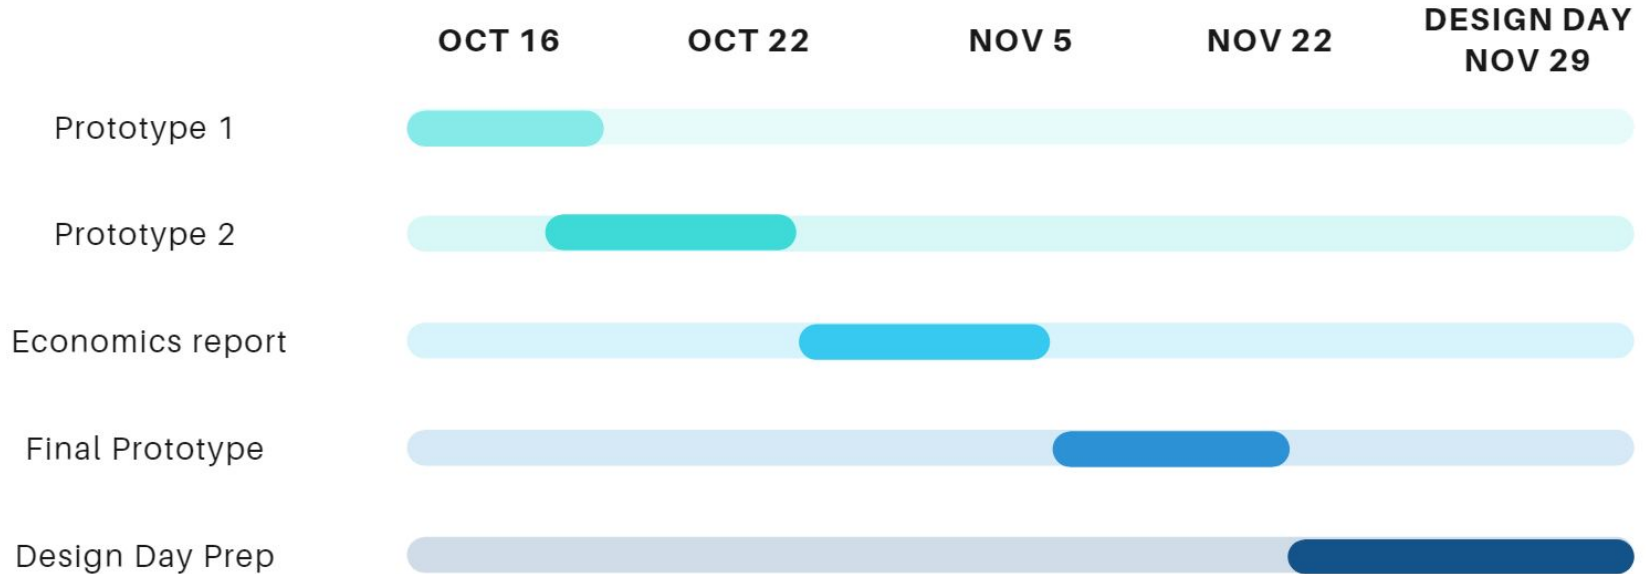 OCT 16 OCT 22 NOV 5 NOV 22 DESIGN DAY
NOV 29
Prototype 1
Prototype 2
Economics report
Final Prototype
Design Day Prep